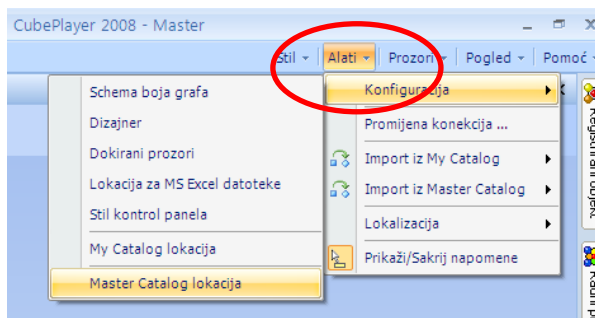 CubePlayer 2008 - Master
Stil Alati Prozori Pogled Pomoć
Konfiguracija
Promijena konekcija ...
Import iz My Catalog
Import iz Master Catalog
Lokalizacija
Prikaži/Sakrij napomene
Schema boja grafa
Dizajner
Dokirani prozori
Lokacija za MS Excel datoteke
Stil kontrol panela
My Catalog lokacija
Master Catalog lokacija